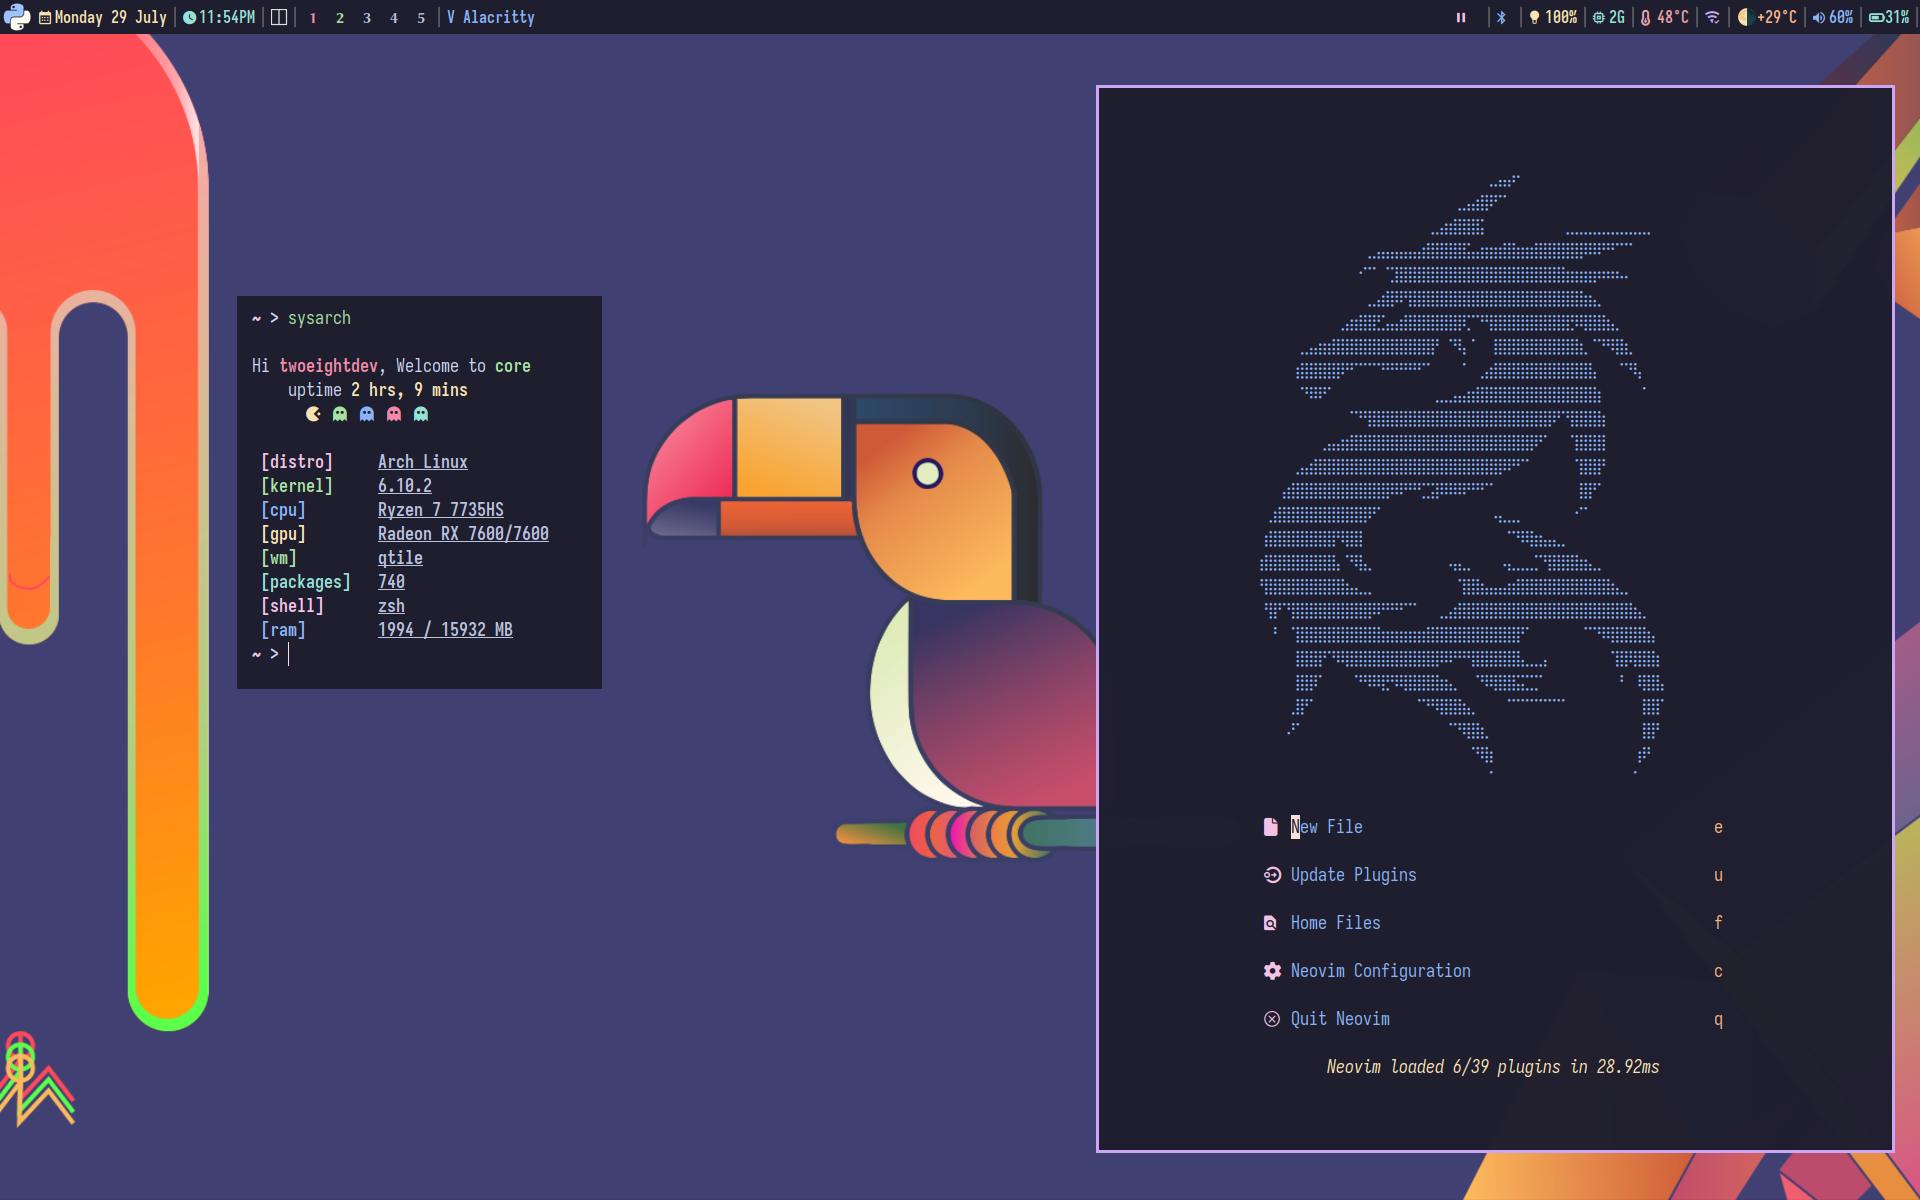 Monday 29 July 11:54PM 1 2 3 4 5 V Alacritty 100% 2G 48°C +29°C 60% 31%
~ > sysarch
Hi twoeightdev, Welcome to core
uptime 2 hrs, 9 mins
[distro] Arch Linux
[kernel] 6.10.2
[cpu] Ryzen 7 7735HS
[gpu] Radeon RX 7600/7600
[wm] qtile
[packages] 740
[shell] zsh
[ram] 1994 / 15932 MB
~ >
New File e
Update Plugins u
Home Files f
Neovim Configuration c
Quit Neovim q
Neovim loaded 6/39 plugins in 28.92ms